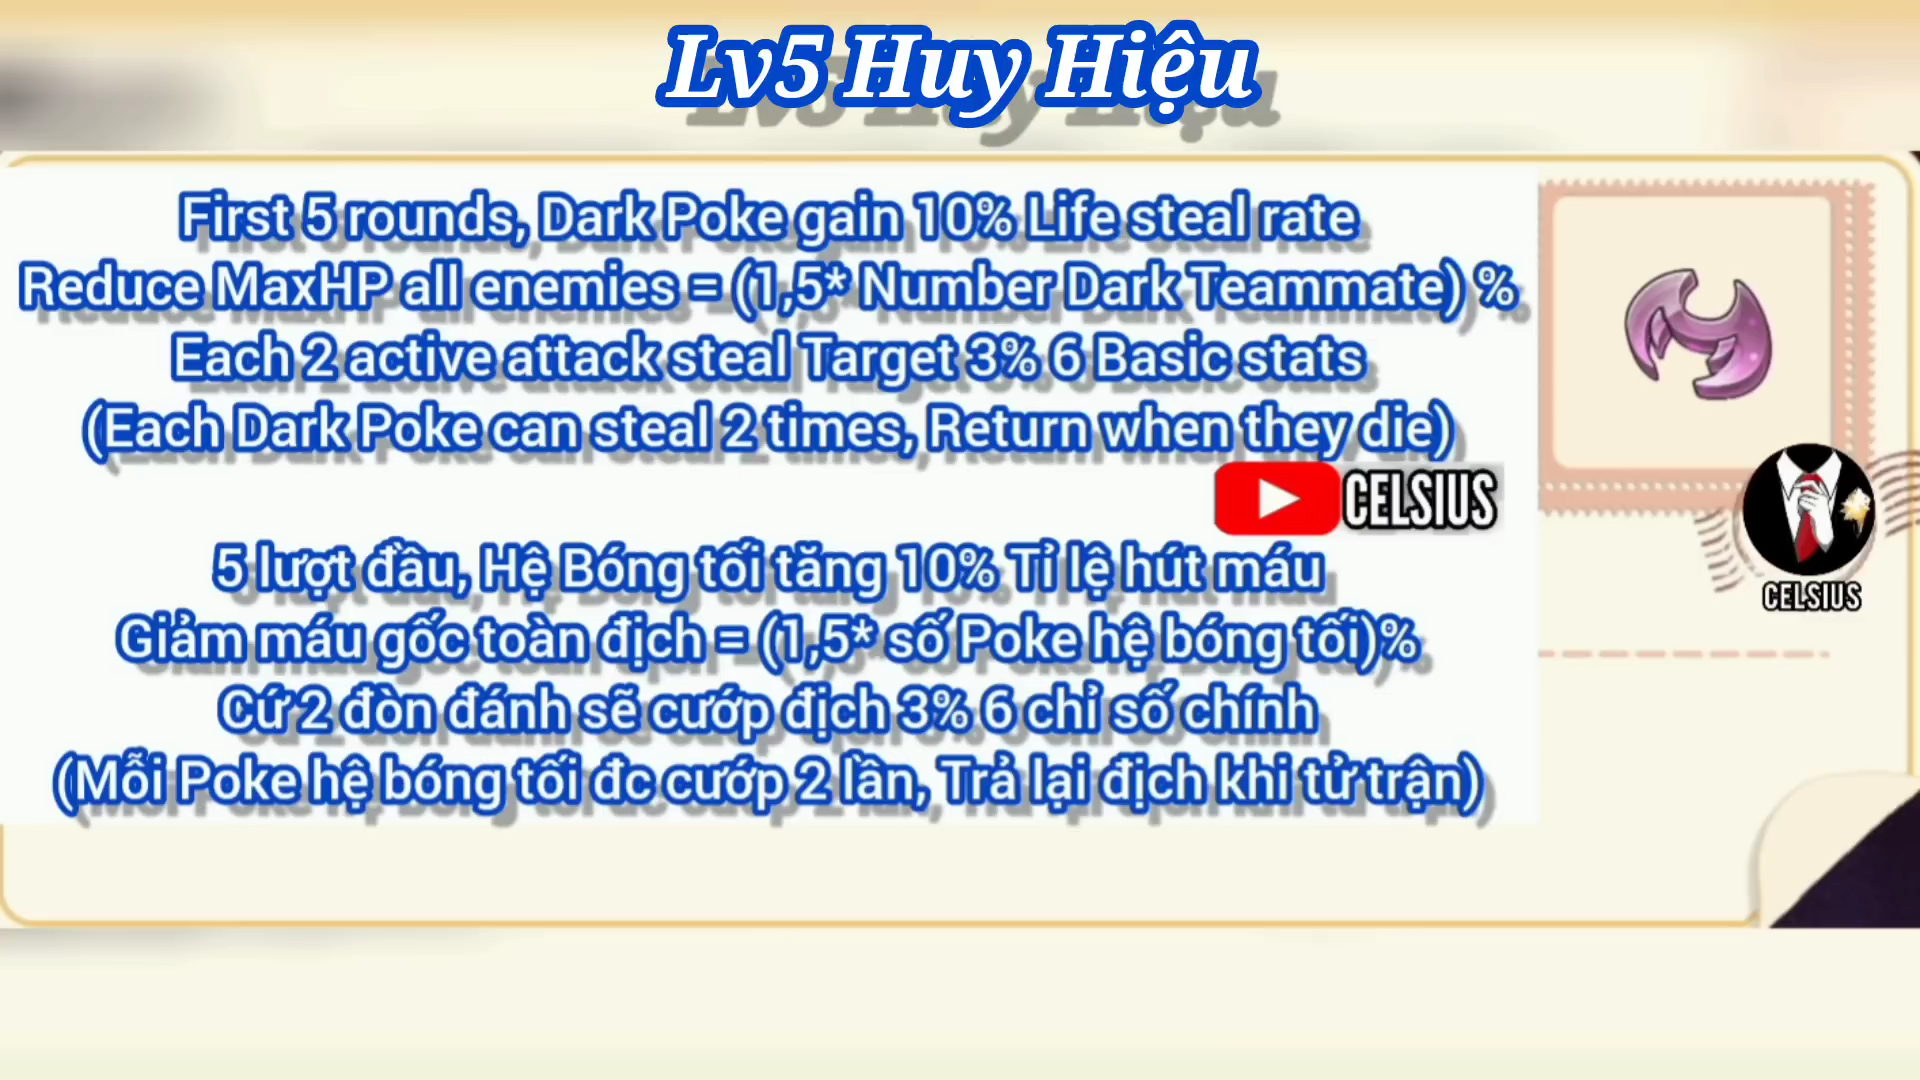 Lv5 Huy Hiệu
First 5 rounds, Dark Poke gain 10% Life steal rate
Reduce MaxHP all enemies = (1,5* Number Dark Teammate) %
Each 2 active attack steal Target 3% 6 Basic stats
(Each Dark Poke can steal 2 times, Return when they die)
CELSIUS
CELSIUS
5 lượt đầu, Hệ Bóng tối tăng 10% Tỉ lệ hút máu
Giảm máu gốc toàn địch = (1,5* số Poke hệ bóng tối)%
Cứ 2 đòn đánh sẽ cướp địch 3% 6 chỉ số chính
(Mỗi Poke hệ bóng tối đc cướp 2 lần, Trả lại địch khi tử trận)